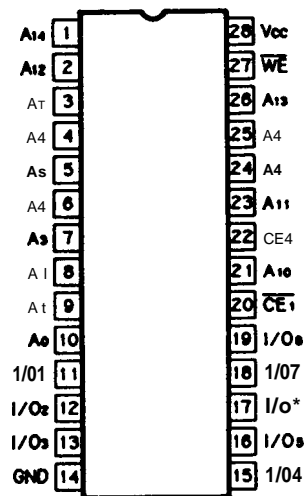 A14 1
A12 2
AT 3
A4 4
As 5
A4 6
A3 7
A I 8
At 9
A0 10
1/01 11
I/O2 12
I/O3 13
GND 14
28 Vcc
27 WE
26 A13
25 A4
24 A4
23 A11
22 CE4
21 A10
20 CE1
19 I/O8
18 1/07
17 I/o*
16 I/O5
15 1/04